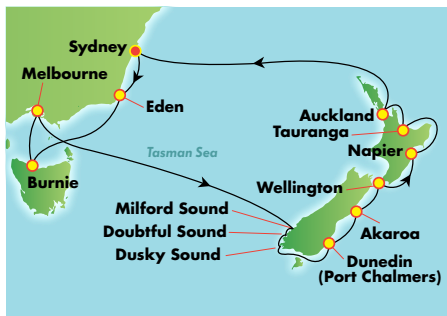 Sydney
Melbourne
Eden
Burnie
Tasman Sea
Auckland
Tauranga
Napier
Wellington
Milford Sound
Doubtful Sound
Dusky Sound
Akaroa
Dunedin
(Port Chalmers)